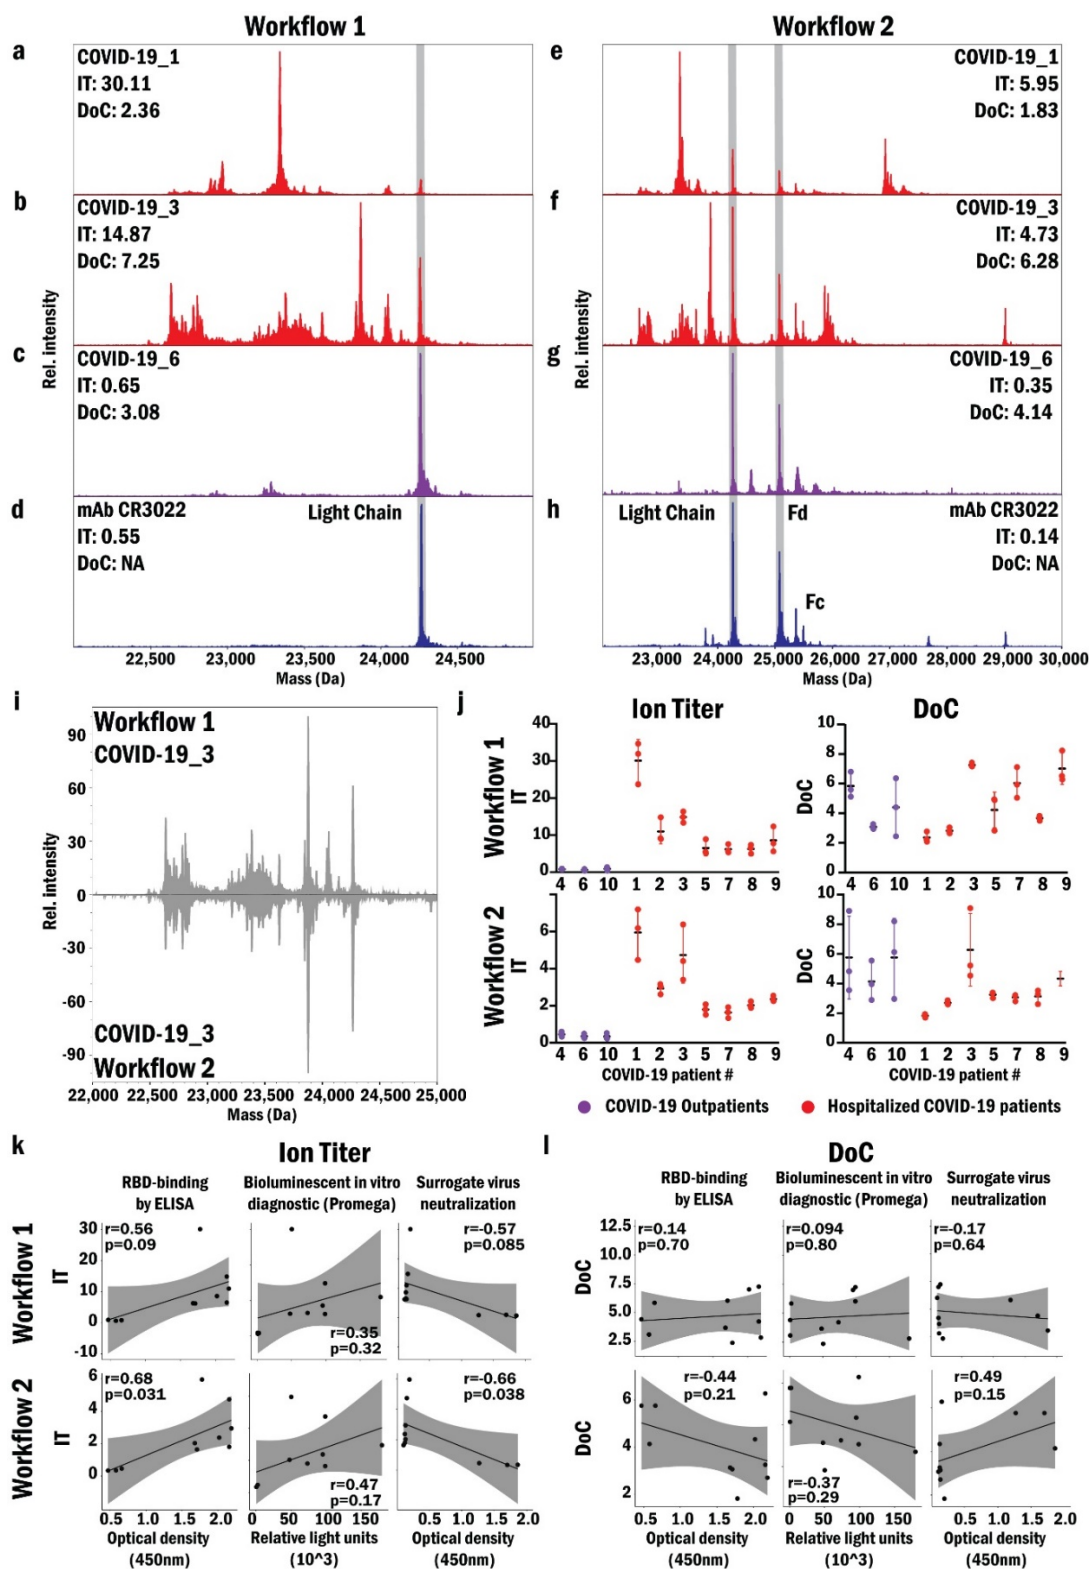 Workflow 1
Workflow 2
a
COVID-19_1
IT: 30.11
DoC: 2.36
e
COVID-19_1
IT: 5.95
DoC: 1.83
b
COVID-19_3
IT: 14.87
DoC: 7.25
f
COVID-19_3
IT: 4.73
DoC: 6.28
c
COVID-19_6
IT: 0.65
DoC: 3.08
g
COVID-19_6
IT: 0.35
DoC: 4.14
d
mAb CR3022
IT: 0.55
DoC: NA
Light Chain
h
mAb CR3022
IT: 0.14
DoC: NA
Light Chain
Fd
Fc
Rel. intensity
Rel. intensity
22,500 23,000 23,500 24,000 24,500
Mass (Da)
23,000 24,000 25,000 26,000 27,000 28,000 29,000 30,000
Mass (Da)
i
Workflow 1
COVID-19_3
90
60
30
0
-30
-60
-90
Rel. intensity
COVID-19_3
Workflow 2
22,000 22,500 23,000 23,500 24,000 24,500 25,000
Mass (Da)
j
Ion Titer
DoC
Workflow 1
IT
40
30
20
10
0
4 6 10 1 2 3 5 7 8 9
DoC
10
8
6
4
2
0
4 6 10 1 2 3 5 7 8 9
Workflow 2
IT
6
4
2
0
4 6 10 1 2 3 5 7 8 9
COVID-19 patient #
DoC
10
8
6
4
2
0
4 6 10 1 2 3 5 7 8 9
COVID-19 patient #
COVID-19 Outpatients
Hospitalized COVID-19 patients
k
Ion Titer
RBD-binding
by ELISA
Bioluminescent in vitro
diagnostic (Promega)
Surrogate virus
neutralization
Workflow 1
IT
30
20
10
0
-10
r=0.56
p=0.09
r=0.35
p=0.32
r=-0.57
p=0.085
Workflow 2
IT
6
4
2
0
r=0.68
p=0.031
r=0.47
p=0.17
r=-0.66
p=0.038
0.5 1.0 1.5 2.0
Optical density
(450nm)
0 50 100 150
Relative light units
(10^3)
0.5 1.0 1.5 2.0
Optical density
(450nm)
l
DoC
RBD-binding
by ELISA
Bioluminescent in vitro
diagnostic (Promega)
Surrogate virus
neutralization
DoC
12.5
10.0
7.5
5.0
2.5
r=0.14
p=0.70
r=0.094
p=0.80
r=-0.17
p=0.64
DoC
6
4
2
r=-0.44
p=0.21
r=-0.37
p=0.29
r=0.49
p=0.15
0.5 1.0 1.5 2.0
Optical density
(450nm)
0 50 100 150
Relative light units
(10^3)
0.5 1.0 1.5 2.0
Optical density
(450nm)